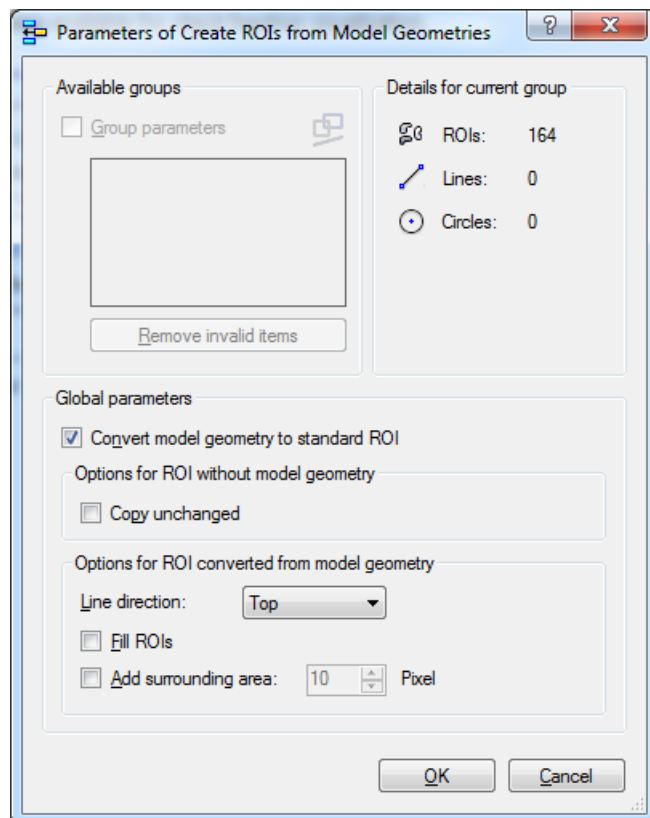 Parameters of Create ROIs from Model Geometries
?
X
Available groups
Group parameters
Remove invalid items
Details for current group
ROIs: 164
Lines: 0
Circles: 0
Global parameters
Convert model geometry to standard ROI
Options for ROI without model geometry
Copy unchanged
Options for ROI converted from model geometry
Line direction: Top
Fill ROIs
Add surrounding area: 10 Pixel
OK Cancel